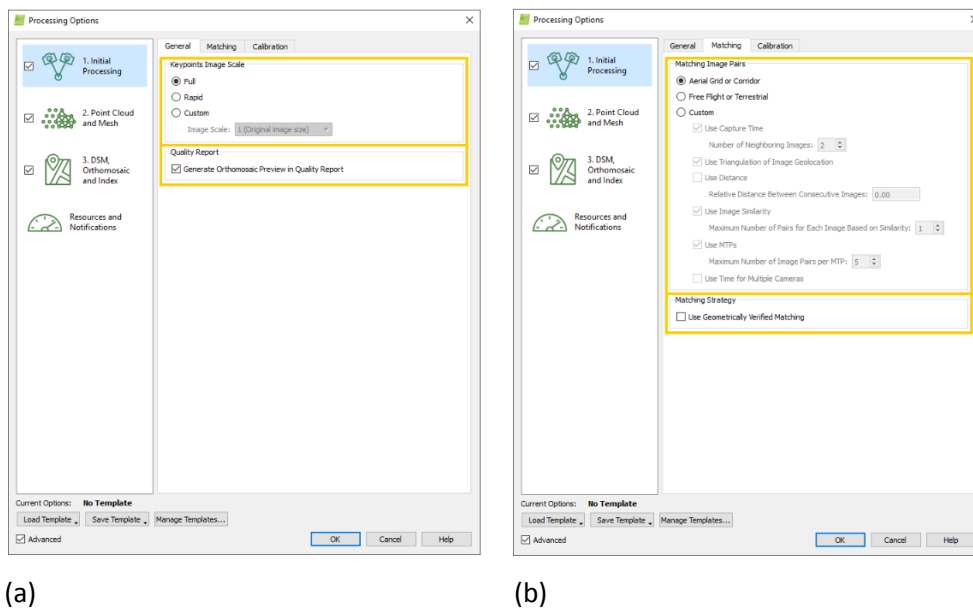 Processing Options
1. Initial
Processing
2. Point Cloud
and Mesh
3. DSM,
Orthomosaic
and Index
Resources and
Notifications
General Matching Calibration
Keypoints Image Scale
Full
Rapid
Custom
Image Scale: 1 (Original image size)
Quality Report
Generate Orthomosaic Preview in Quality Report
Current Options: No Template
Load Template Save Template Manage Templates...
Advanced
OK Cancel Help
(a)
Processing Options
1. Initial
Processing
2. Point Cloud
and Mesh
3. DSM,
Orthomosaic
and Index
Resources and
Notifications
General Matching Calibration
Matching Image Pairs
Aerial Grid or Corridor
Free Flight or Terrestrial
Custom
Use Capture Time
Number of Neighboring Images: 2
Use Triangulation of Image Geolocation
Use Distance
Relative Distance Between Consecutive Images: 0.00
Use Image Similarity
Maximum Number of Pairs for Each Image Based on Similarity: 1
Use MTPs
Maximum Number of Image Pairs per MTP: 5
Use Time for Multiple Cameras
Matching Strategy
Use Geometrically Verified Matching
Current Options: No Template
Load Template Save Template Manage Templates...
Advanced
OK Cancel Help
(b)